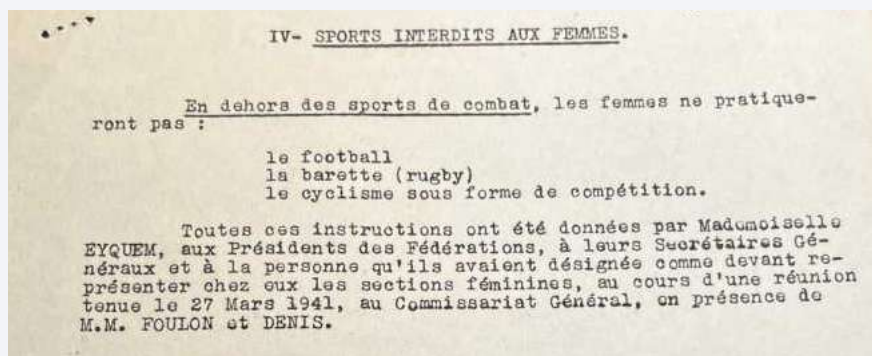 IV- SPORTS INTERDITS AUX FEMMES.
En dehors des sports de combat, les femmes ne pratique-
ront pas :
le football
la barette (rugby)
le cyclisme sous forme de compétition.
Toutes ces instructions ont été données par Mademoiselle
EYQUEM, aux Présidents des Fédérations, à leurs Secrétaires Gé-
néraux et à la personne qu'ils avaient désignée comme devant re-
présenter chez eux les sections féminines, au cours d'une réunion
tenue le 27 Mars 1941, au Commissariat Général, en présence de
M.M. FOULON et DENIS.